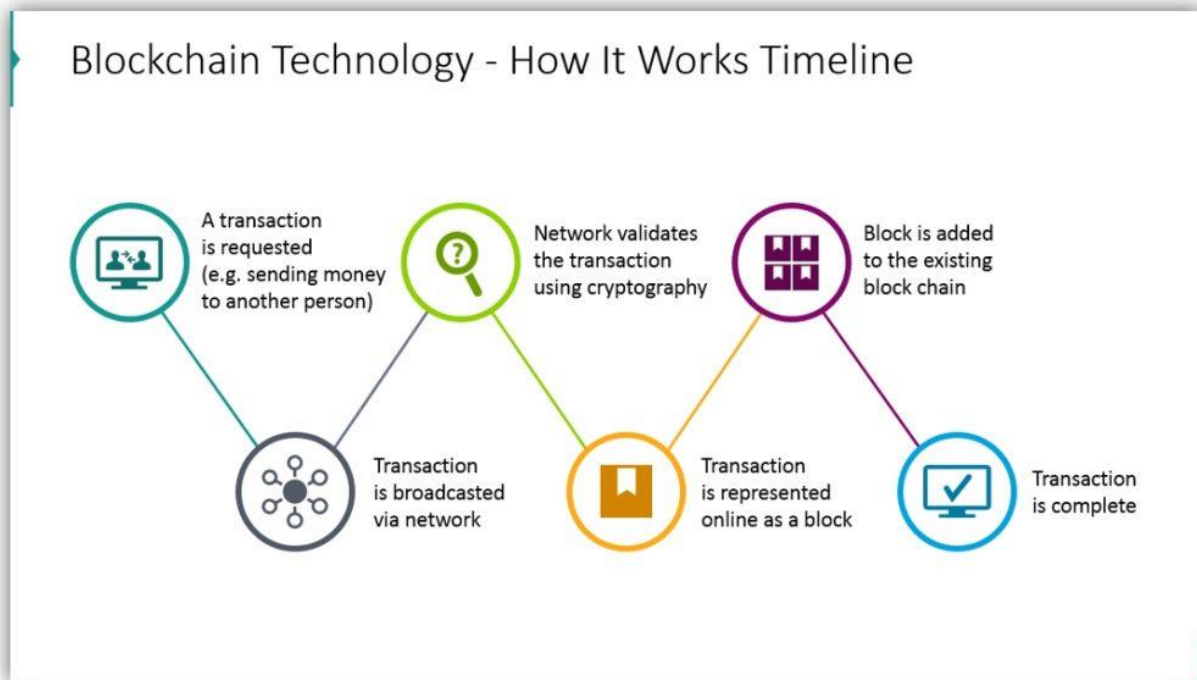 Blockchain Technology - How It Works Timeline
A transaction
is requested
(e.g. sending money
to another person)
Transaction
is broadcasted
via network
?
Network validates
the transaction
using cryptography
Transaction
is represented
online as a block
Block is added
to the existing
block chain
Transaction
is complete